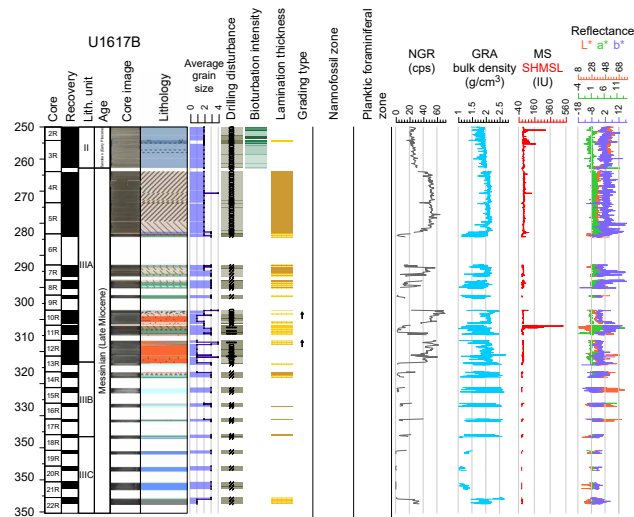 U1617B
Core
Recovery
Lith. unit
Age
Core image
Lithology
Average
grain
size
Drilling disturbance
Bioturbation intensity
Lamination thickness
Grading type
Nannofossil zone
Planktic foraminiferal
zone
NGR
(cps)
GRA
bulk density
(g/cm³)
MS
SHMSL
(IU)
Reflectance
L* a* b*
8 28 48 68
-4 1 6 11
0 2 4
0 20 40 60
1 1.5 2 2.5
-40 160 360 560
-18 -8 2 12
250
260
270
280
290
300
310
320
330
340
350
350
2R
3R
4R
5R
6R
7R
8R
9R
10R
11R
12R
13R
14R
15R
16R
17R
18R
19R
20R
21R
22R
II
IIIA
IIIB
IIIC
Messinian (Late Miocene)